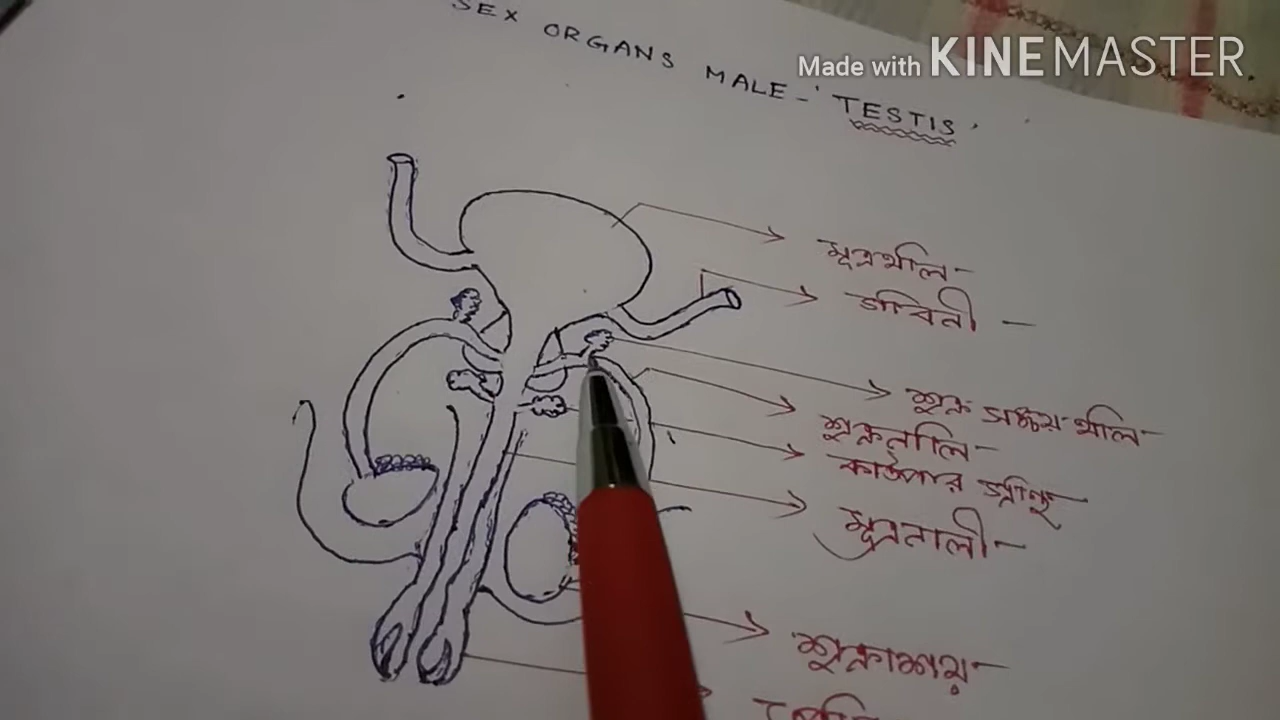 Made with KINEMASTER
SEX ORGANS MALE - 'TESTIS'
মূত্রথলি -
গবিনী -
শুক্র সঞ্চয় থলি -
শুক্রনালি -
কাউপার গ্রন্থি
মূত্রনালী -
শুক্রাশয় -